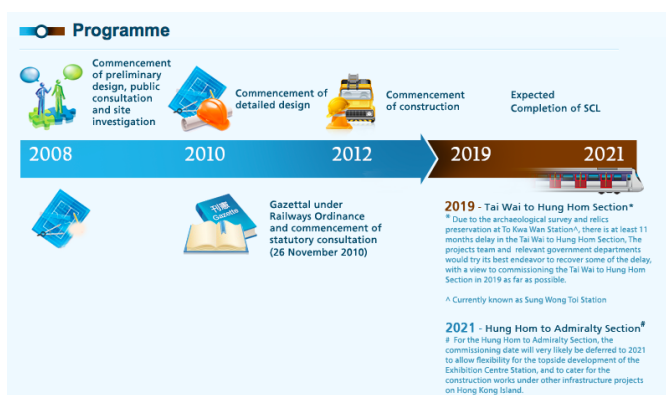 Programme
Commencement
of preliminary
design, public
consultation
and site
investigation
Commencement of
detailed design
Commencement
of construction
Expected
Completion of SCL
2008
2010
2012
2019
2021
刊憲
Gazette
Gazettal under
Railways Ordinance
and commencement of
statutory consultation
(26 November 2010)
2019 - Tai Wai to Hung Hom Section*
* Due to the archaeological survey and relics
preservation at To Kwa Wan Station^, there is at least 11
months delay in the Tai Wai to Hung Hom Section, The
projects team and relevant government departments
would try its best endeavor to recover some of the delay,
with a view to commissioning the Tai Wai to Hung Hom
Section in 2019 as far as possible.
^ Currently known as Sung Wong Toi Station
2021 - Hung Hom to Admiralty Section#
# For the Hung Hom to Admiralty Section, the
commissioning date will very likely be deferred to 2021
to allow flexibility for the topside development of the
Exhibition Centre Station, and to cater for the
construction works under other infrastructure projects
on Hong Kong Island.